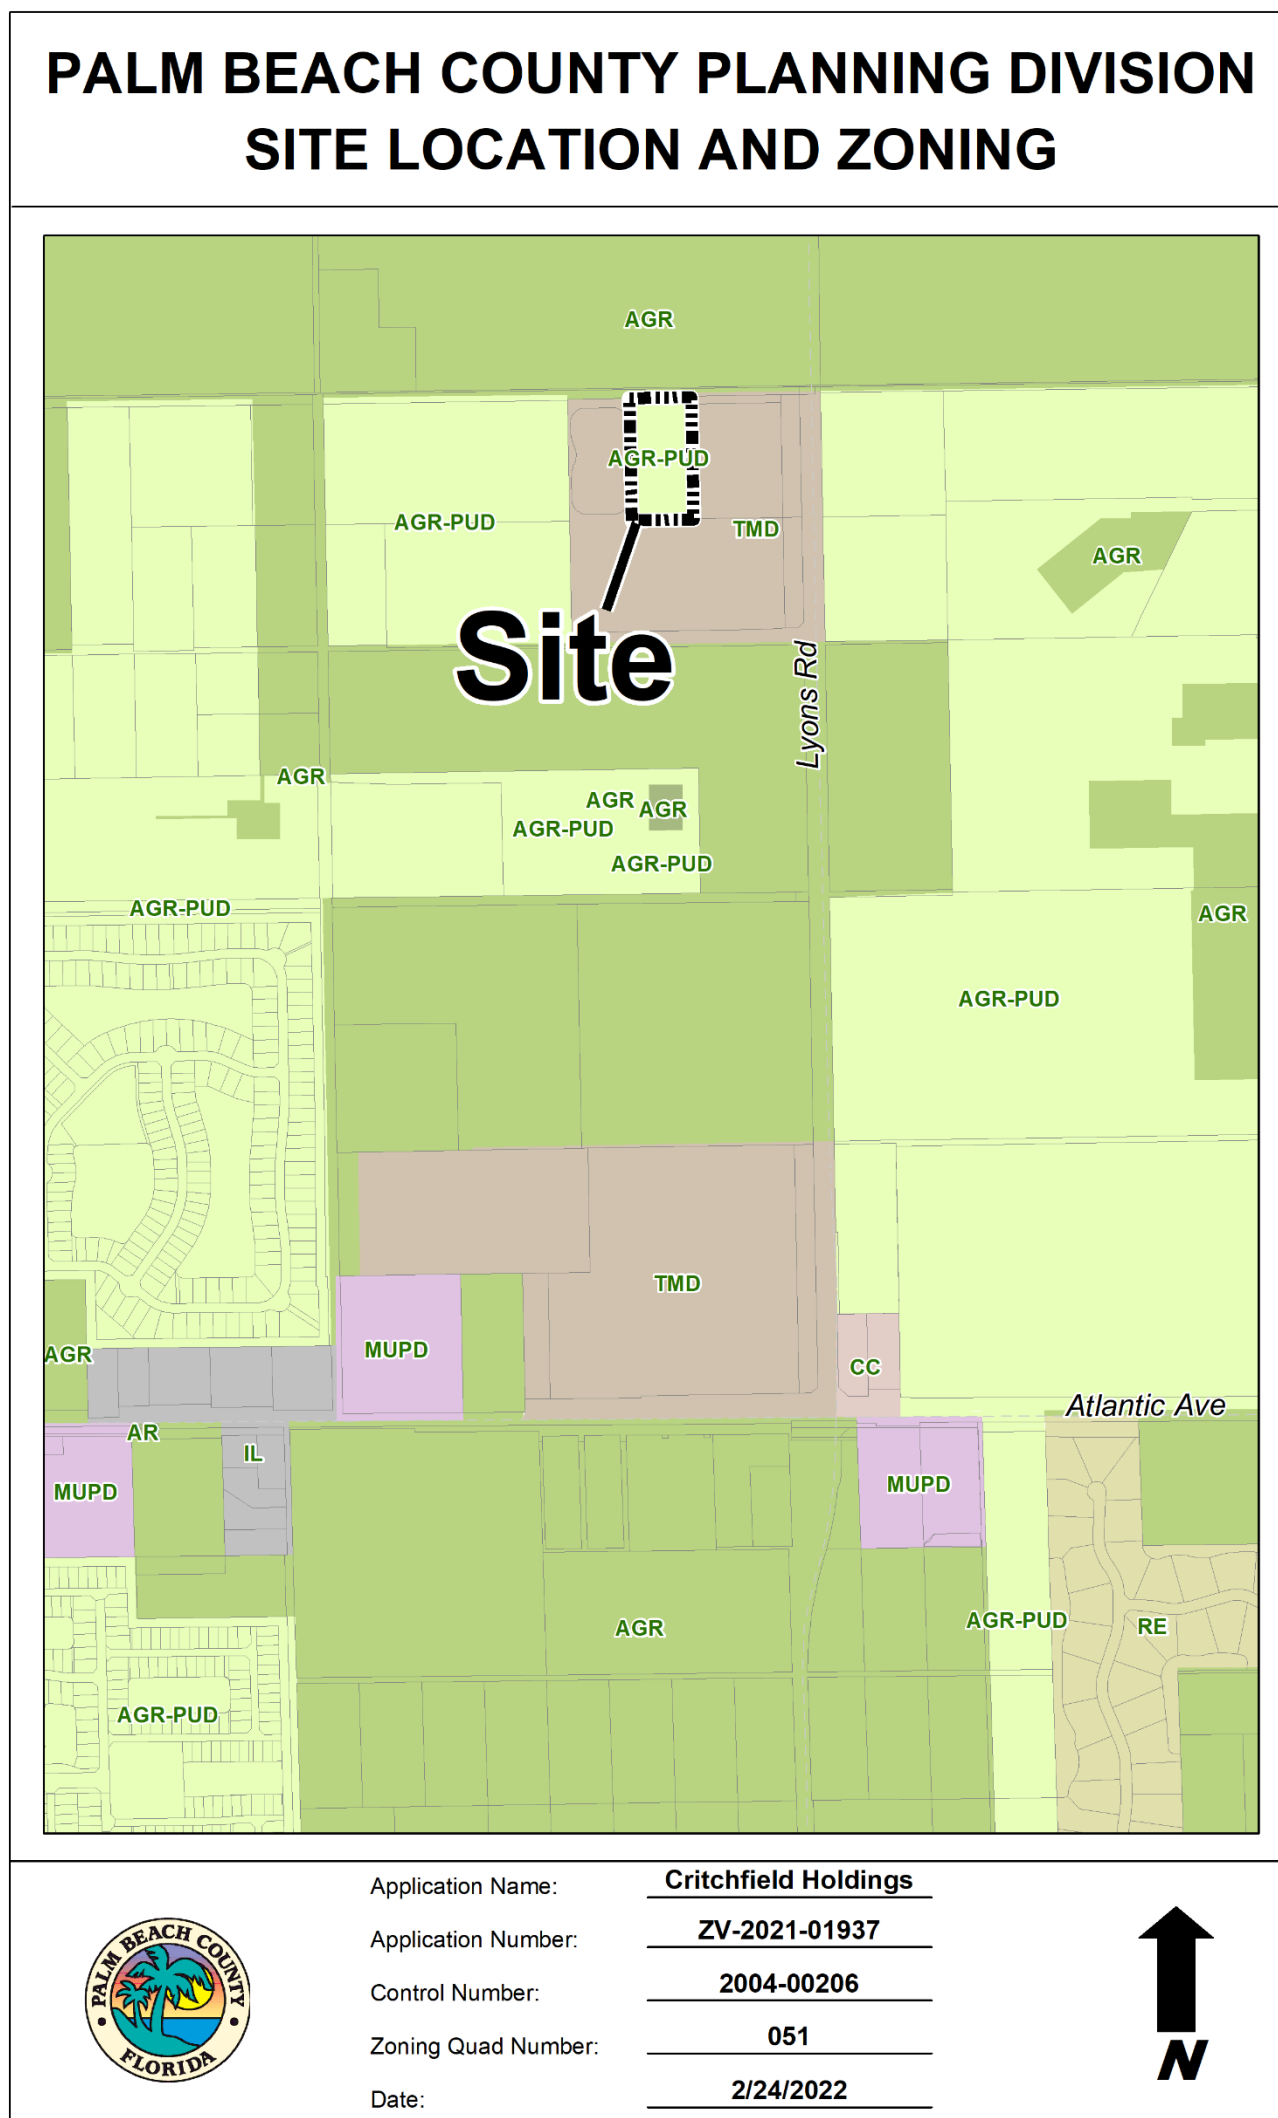 PALM BEACH COUNTY PLANNING DIVISION
SITE LOCATION AND ZONING
AGR
AGR-PUD
AGR-PUD
TMD
AGR
Site
Lyons Rd
AGR
AGR
AGR
AGR-PUD
AGR-PUD
AGR-PUD
AGR
AGR-PUD
TMD
MUPD
AGR
CC
Atlantic Ave
AR
IL
MUPD
MUPD
AGR
AGR-PUD
RE
AGR-PUD
Application Name: Critchfield Holdings
Application Number: ZV-2021-01937
Control Number: 2004-00206
Zoning Quad Number: 051
Date: 2/24/2022
PALM BEACH COUNTY
FLORIDA
N